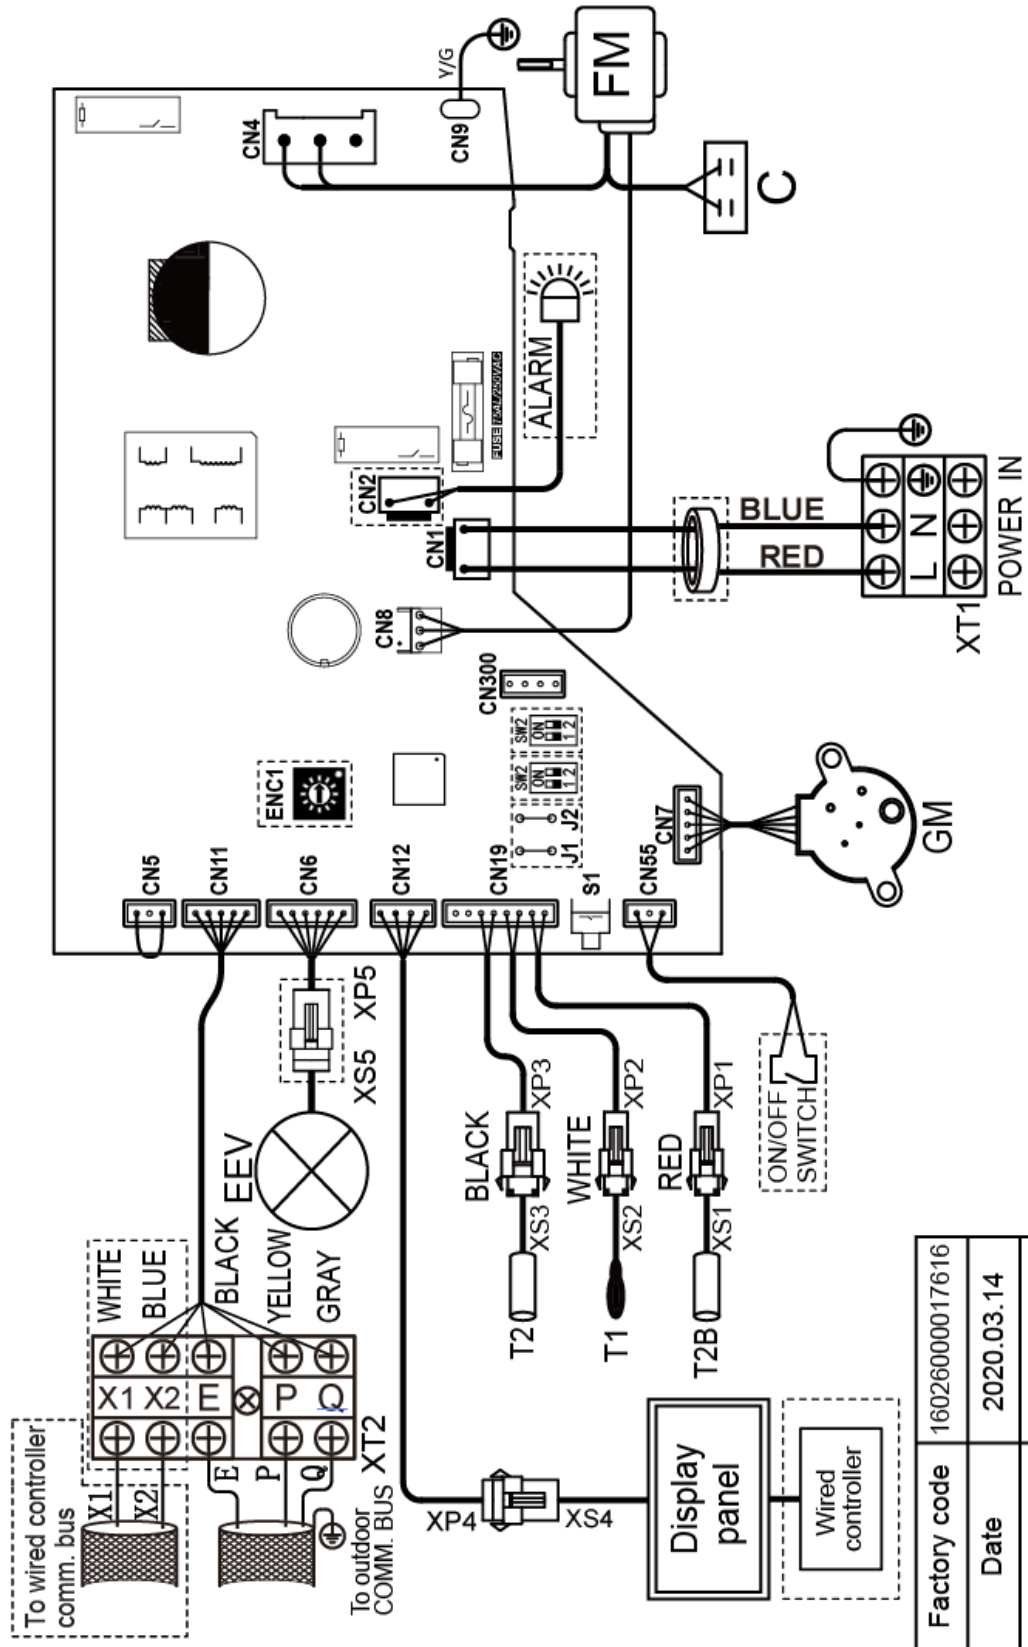 To wired controller
comm. bus
X1
X2
WHITE
BLUE
BLACK
YELLOW
GRAY
X1
X2
E
P
Q
E
P
Q
XT2
To outdoor
COMM. BUS
EEV
XS5
XP5
CN5
CN11
CN6
CN12
CN19
S1
CN55
ENC1
J1
J2
SW2
ON
1 2
SW2
ON
1 2
CN300
CN8
CN7
GM
CN1
CN2
CN4
CN9
Y/G
FM
C
ALARM
FUSE
BLUE
RED
L
N
XT1
POWER IN
BLACK
XP3
XS3
T2
WHITE
XP2
XS2
T1
RED
XP1
XS1
T2B
ON/OFF
SWITCH
XP4
XS4
Display
panel
Wired
controller
Factory code
16026000017616
Date
2020.03.14